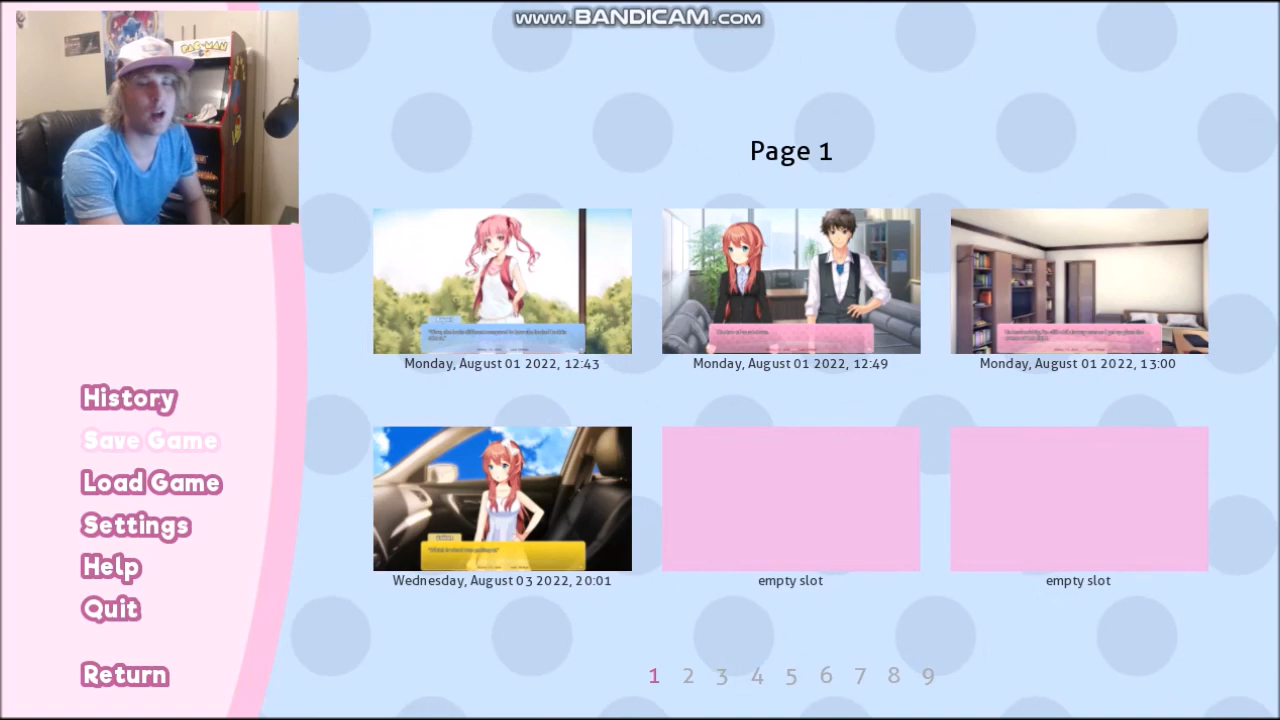 www.BANDICAM.com
PAC-MAN
Page 1
Monday, August 01 2022, 12:43
Monday, August 01 2022, 12:49
Monday, August 01 2022, 13:00
Wednesday, August 03 2022, 20:01
empty slot
empty slot
History
Save Game
Load Game
Settings
Help
Quit
Return
1 2 3 4 5 6 7 8 9